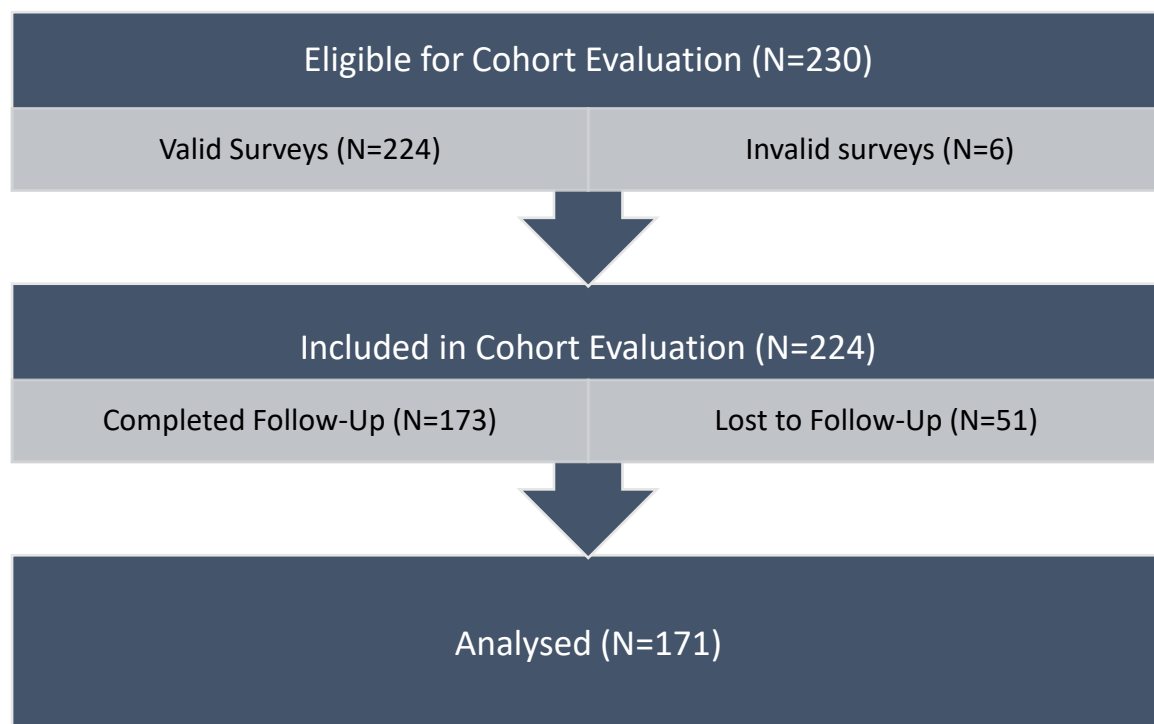 Eligible for Cohort Evaluation (N=230)
Valid Surveys (N=224)
Invalid surveys (N=6)
Included in Cohort Evaluation (N=224)
Completed Follow-Up (N=173)
Lost to Follow-Up (N=51)
Analysed (N=171)